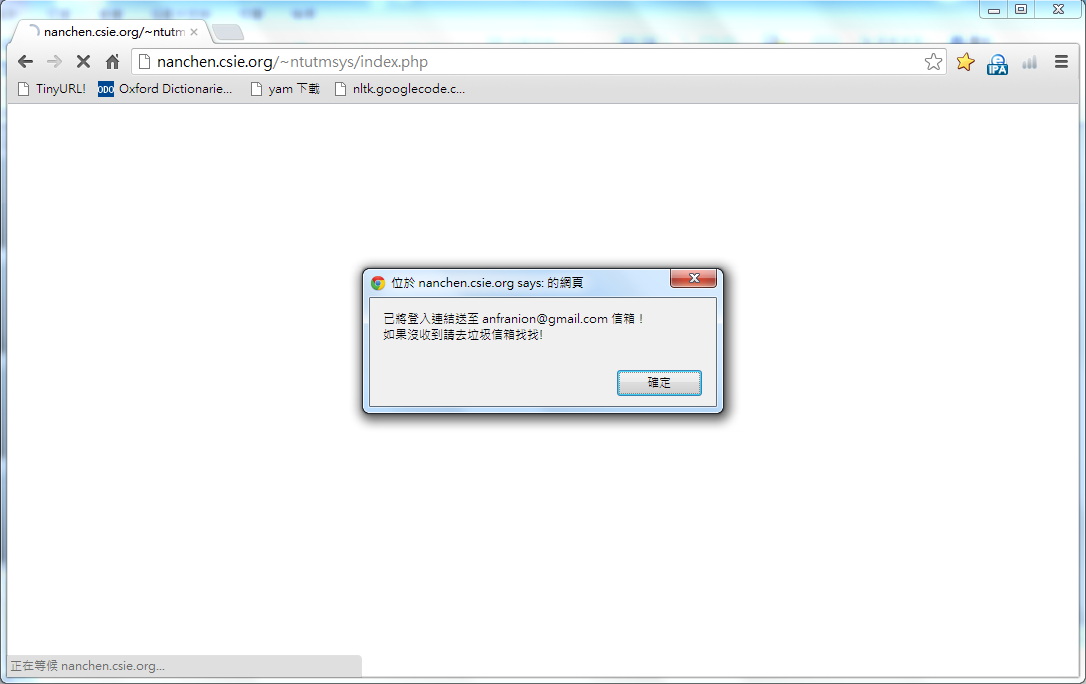 nanchen.csie.org/~ntutm
nanchen.csie.org/~ntutmsys/index.php
IPA
TinyURL!
ODO Oxford Dictionarie...
yam 下載
nltk.googlecode.c...
位於 nanchen.csie.org says: 的網頁
已將登入連結送至 anfranion@gmail.com 信箱！
如果沒收到請去垃圾信箱找找!
確定
正在等候 nanchen.csie.org...